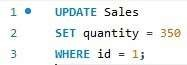 1 UPDATE Sales
2 SET quantity = 350
3 WHERE id = 1;